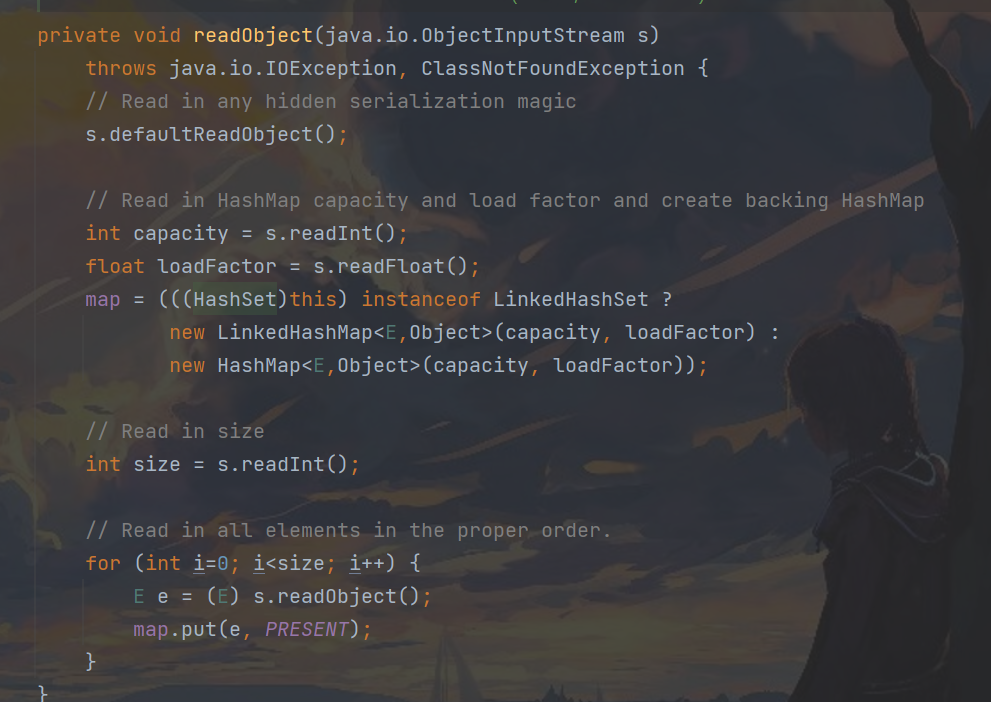 private void readObject(java.io.ObjectInputStream s)
    throws java.io.IOException, ClassNotFoundException {
    // Read in any hidden serialization magic
    s.defaultReadObject();

    // Read in HashMap capacity and load factor and create backing HashMap
    int capacity = s.readInt();
    float loadFactor = s.readFloat();
    map = (((HashSet)this) instanceof LinkedHashSet ?
           new LinkedHashMap<E,Object>(capacity, loadFactor) :
           new HashMap<E,Object>(capacity, loadFactor));

    // Read in size
    int size = s.readInt();

    // Read in all elements in the proper order.
    for (int i=0; i<size; i++) {
        E e = (E) s.readObject();
        map.put(e, PRESENT);
    }
}